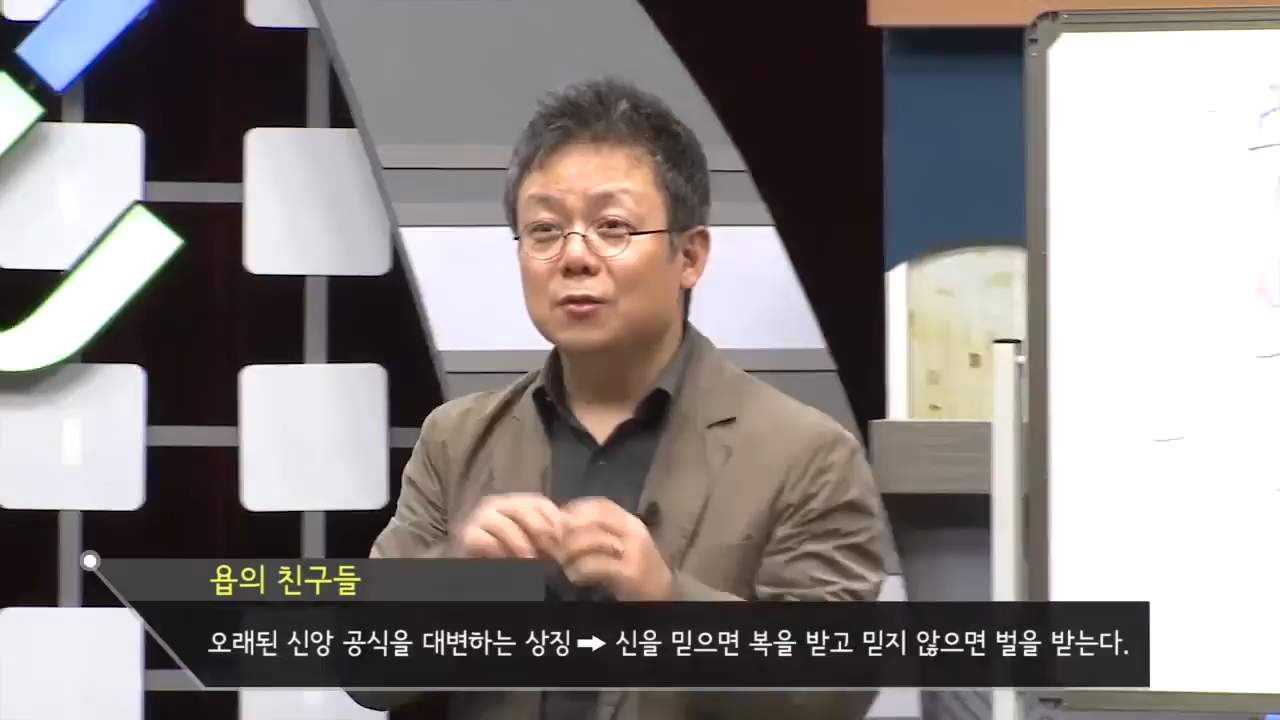 욥의 친구들
오래된 신앙 공식을 대변하는 상징➡ 신을 믿으면 복을 받고 믿지 않으면 벌을 받는다.